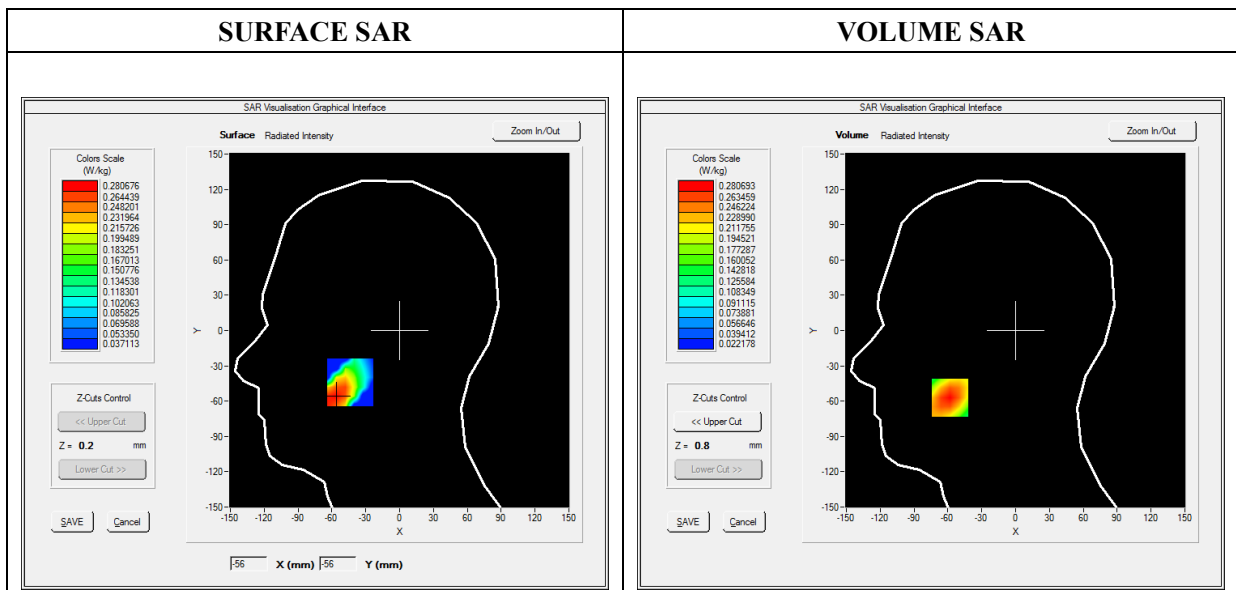 SURFACE SAR
VOLUME SAR
SAR Visualisation Graphical Interface
Surface Radiated Intensity
Zoom In/Out
Colors Scale
(W/kg)
0.280676
0.264439
0.248201
0.231964
0.215726
0.199489
0.183251
0.167013
0.150776
0.134538
0.118301
0.102063
0.085825
0.069588
0.053350
0.037113
Z-Cuts Control
<< Upper Cut
Z = 0.2 mm
Lower Cut >>
SAVE Cancel
150
120
90
60
30
0
-30
-60
-90
-120
-150
Y
-150 -120 -90 -60 -30 0 30 60 90 120 150
X
-56 X (mm) -56 Y (mm)
SAR Visualisation Graphical Interface
Volume Radiated Intensity
Zoom In/Out
Colors Scale
(W/kg)
0.280693
0.263459
0.246224
0.228990
0.211755
0.194521
0.177287
0.160052
0.142818
0.125584
0.108349
0.091115
0.073881
0.056646
0.039412
0.022178
Z-Cuts Control
<< Upper Cut
Z = 0.8 mm
Lower Cut >>
SAVE Cancel
150
120
90
60
30
0
-30
-60
-90
-120
-150
Y
-150 -120 -90 -60 -30 0 30 60 90 120 150
X